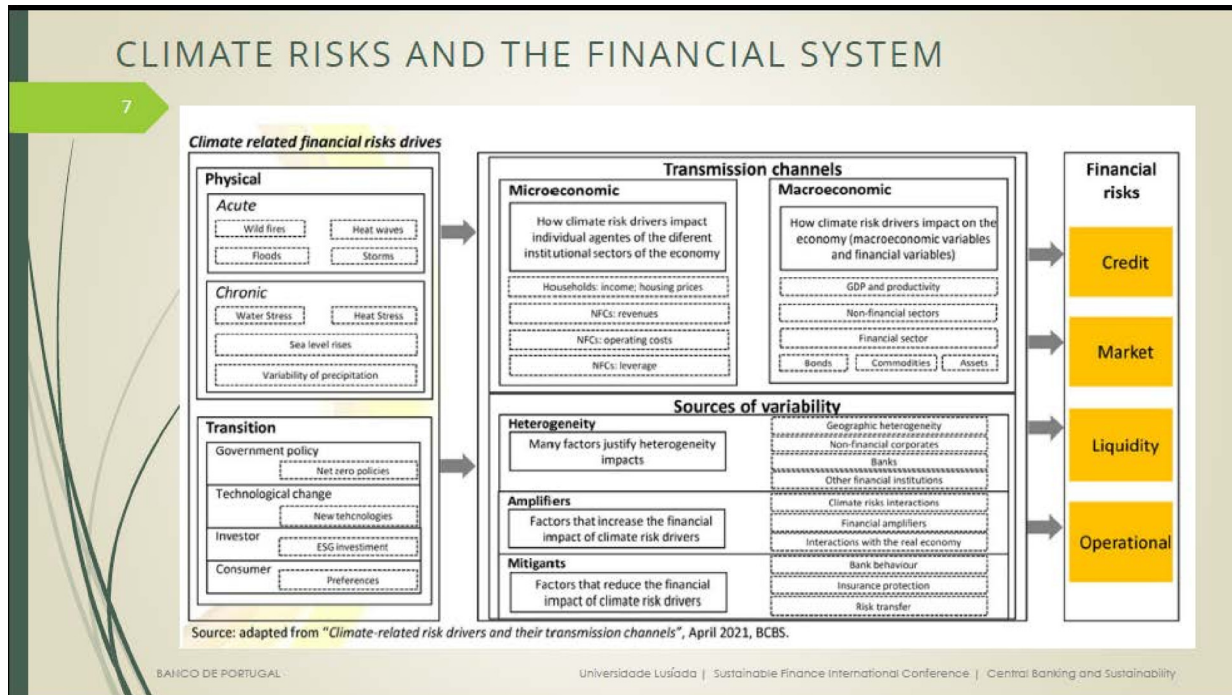 CLIMATE RISKS AND THE FINANCIAL SYSTEM
7
Climate related financial risks drives
Physical
Acute
Wild fires
Heat waves
Floods
Storms
Chronic
Water Stress
Heat Stress
Sea level rises
Variability of precipitation
Transition
Government policy
Net zero policies
Technological change
New tehcnologies
Investor
ESG investiment
Consumer
Preferences
Transmission channels
Microeconomic
How climate risk drivers impact
individual agentes of the diferent
institutional sectors of the economy
Households: income; housing prices
NFCs: revenues
NFCs: operating costs
NFCs: leverage
Macroeconomic
How climate risk drivers impact on the
economy (macroeconomic variables
and financial variables)
GDP and productivity
Non-financial sectors
Financial sector
Bonds
Commodities
Assets
Sources of variability
Heterogeneity
Many factors justify heterogeneity
impacts
Geographic heterogeneity
Non-financial corporates
Banks
Other financial institutions
Amplifiers
Factors that increase the financial
impact of climate risk drivers
Climate risks interactions
Financial amplifiers
Interactions with the real economy
Mitigants
Factors that reduce the financial
impact of climate risk drivers
Bank behaviour
Insurance protection
Risk transfer
Financial
risks
Credit
Market
Liquidity
Operational
Source: adapted from "Climate-related risk drivers and their transmission channels", April 2021, BCBS.
BANCO DE PORTUGAL
Universidade Lusíada | Sustainable Finance International Conference | Central Banking and Sustainability